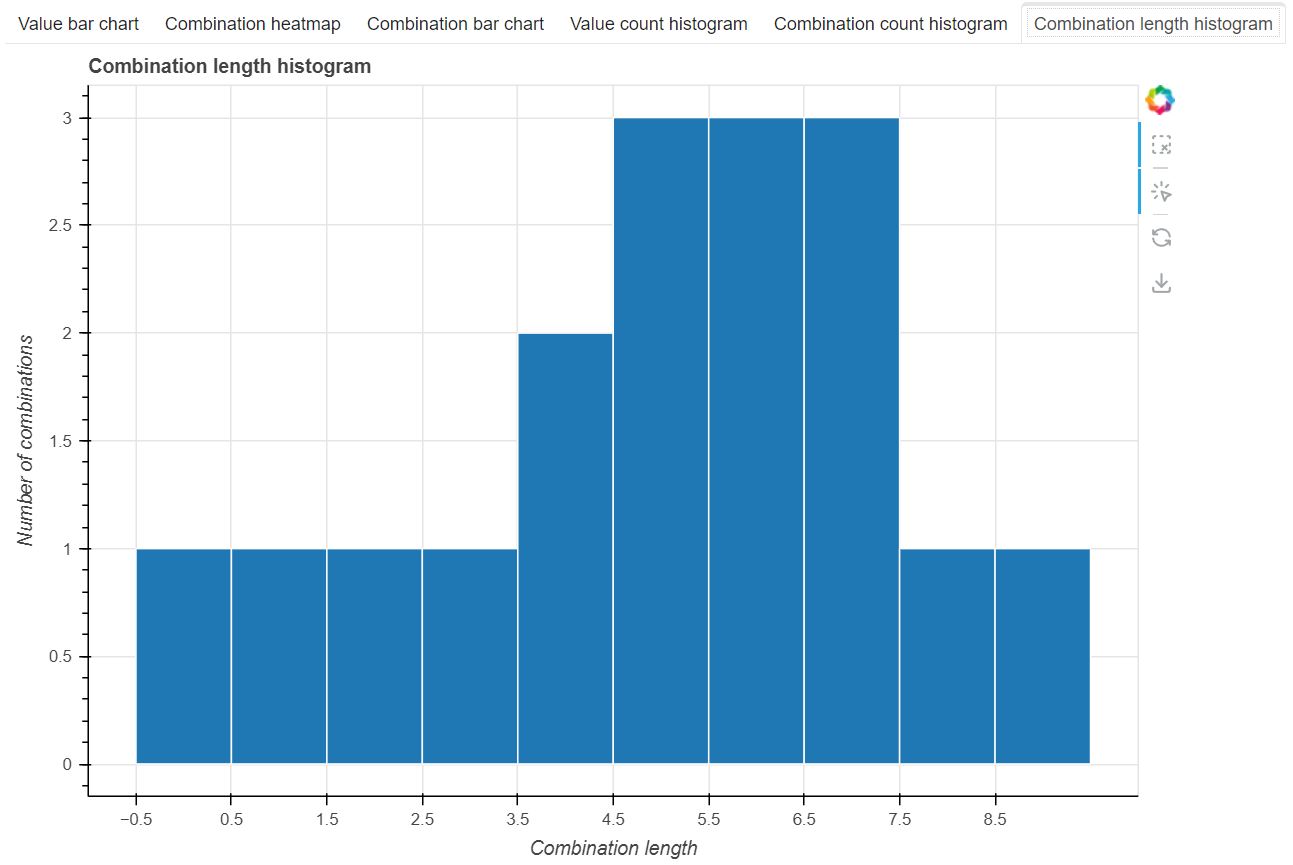 Value bar chart Combination heatmap Combination bar chart Value count histogram Combination count histogram Combination length histogram
Combination length histogram
3
2.5
2
1.5
1
0.5
0
Number of combinations
−0.5 0.5 1.5 2.5 3.5 4.5 5.5 6.5 7.5 8.5
Combination length